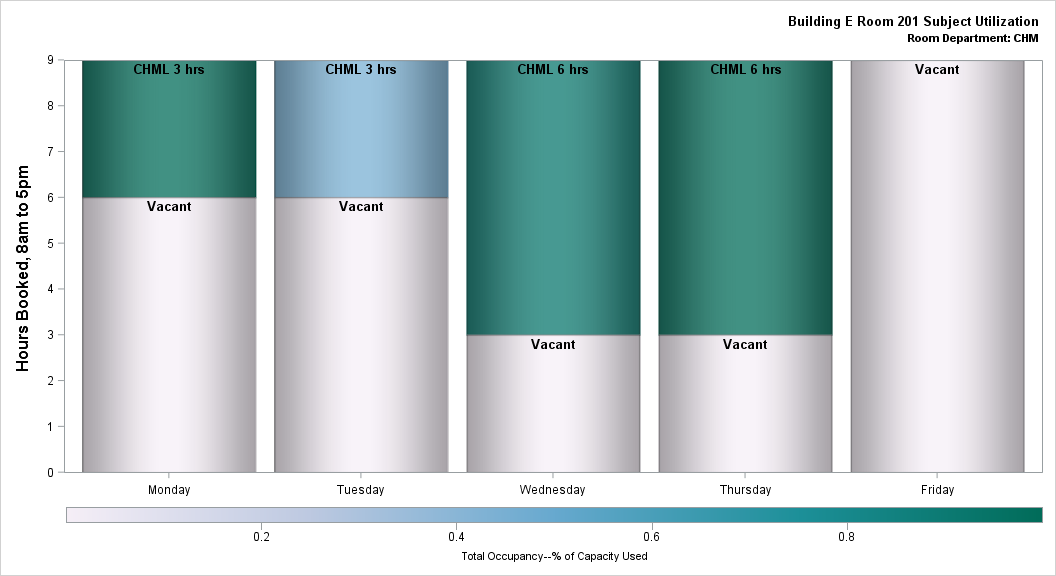 Building E Room 201 Subject Utilization
Room Department: CHM
Hours Booked, 8am to 5pm
9
8
7
6
5
4
3
2
1
0
CHML 3 hrs
Vacant
CHML 3 hrs
Vacant
CHML 6 hrs
Vacant
CHML 6 hrs
Vacant
Vacant
Monday
Tuesday
Wednesday
Thursday
Friday
0.2
0.4
0.6
0.8
Total Occupancy--% of Capacity Used